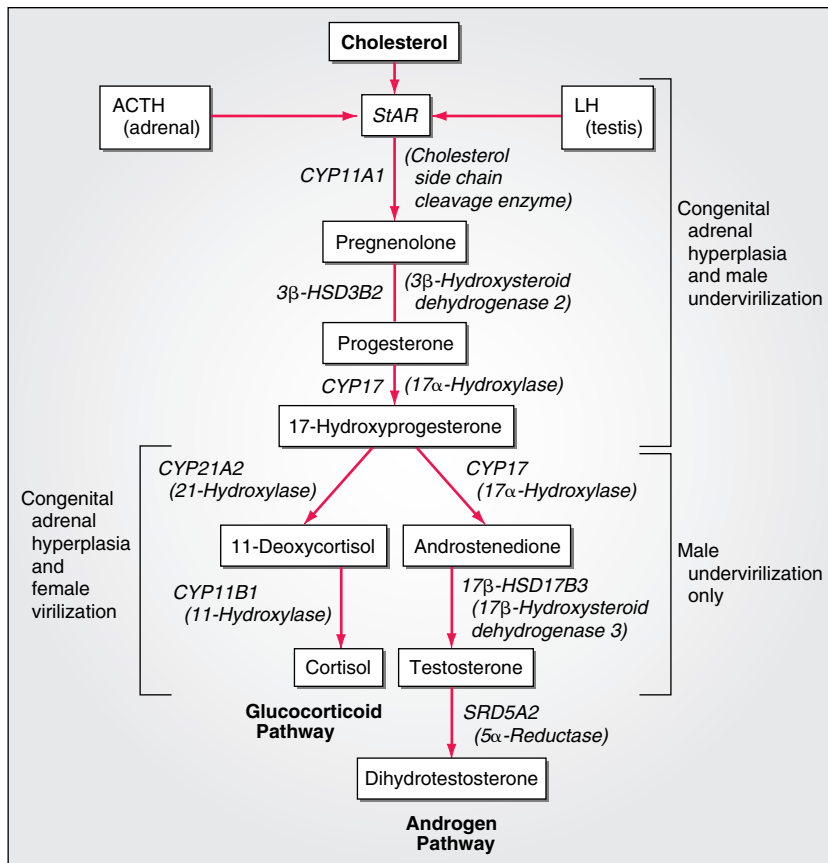 Cholesterol
ACTH
(adrenal)
StAR
LH
(testis)
CYP11A1
(Cholesterol
side chain
cleavage enzyme)
Pregnenolone
Congenital
adrenal
hyperplasia
and male
undervirilization
3β-HSD3B2
(3β-Hydroxysteroid
dehydrogenase 2)
Progesterone
CYP17
(17α-Hydroxylase)
17-Hydroxyprogesterone
Congenital
adrenal
hyperplasia
and
female
virilization
CYP21A2
(21-Hydroxylase)
CYP17
(17α-Hydroxylase)
11-Deoxycortisol
Androstenedione
Male
undervirilization
only
CYP11B1
(11-Hydroxylase)
17β-HSD17B3
(17β-Hydroxysteroid
dehydrogenase 3)
Cortisol
Testosterone
Glucocorticoid
Pathway
SRD5A2
(5α-Reductase)
Dihydrotestosterone
Androgen
Pathway